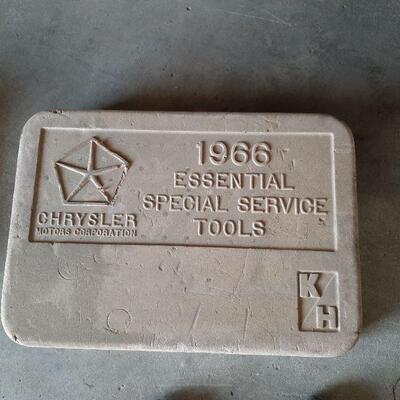 1966
ESSENTIAL
SPECIAL SERVICE
TOOLS
CHRYSLER
MOTORS CORPORATION
K/H